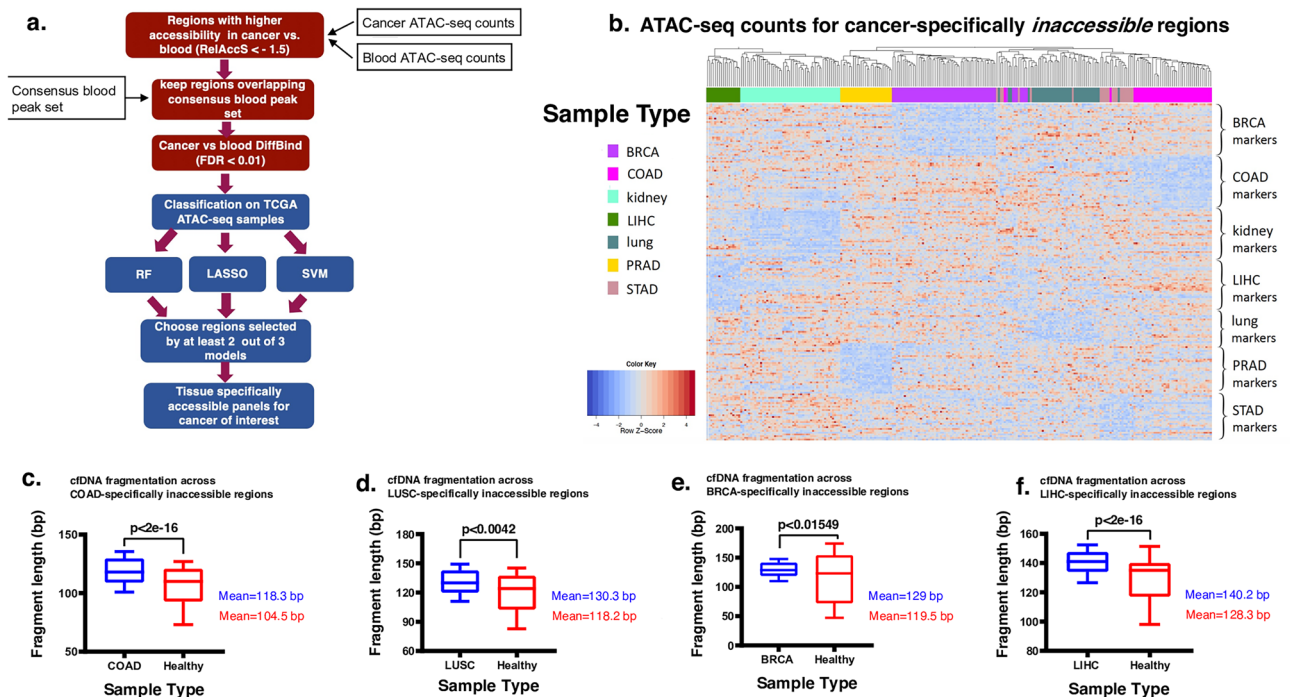 a.
Regions with higher
accessibility in cancer vs.
blood (RelAccS < - 1.5)
Cancer ATAC-seq counts
Blood ATAC-seq counts
Consensus blood
peak set
keep regions overlapping
consensus blood peak
set
Cancer vs blood DiffBind
(FDR < 0.01)
Classification on TCGA
ATAC-seq samples
RF
LASSO
SVM
Choose regions selected
by at least 2 out of 3
models
Tissue specifically
accessible panels for
cancer of interest
b. ATAC-seq counts for cancer-specifically inaccessible regions
Sample Type
BRCA
COAD
kidney
LIHC
lung
PRAD
STAD
Color Key
-4 -2 0 2 4
Row Z-Score
BRCA
markers
COAD
markers
kidney
markers
LIHC
markers
lung
markers
PRAD
markers
STAD
markers
c.
cfDNA fragmentation across
COAD-specifically inaccessible regions
p<2e-16
Fragment length (bp)
150
100
50
Mean=118.3 bp
Mean=104.5 bp
COAD Healthy
Sample Type
d.
cfDNA fragmentation across
LUSC-specifically inaccessible regions
p<0.0042
Fragment length (bp)
180
150
120
90
60
Mean=130.3 bp
Mean=118.2 bp
LUSC Healthy
Sample Type
e.
cfDNA fragmentation across
BRCA-specifically inaccessible regions
p<0.01549
Fragment length (bp)
200
150
100
50
0
Mean=129 bp
Mean=119.5 bp
BRCA Healthy
Sample Type
f.
cfDNA fragmentation across
LIHC-specifically inaccessible regions
p<2e-16
Fragment length (bp)
160
140
120
100
80
Mean=140.2 bp
Mean=128.3 bp
LIHC Healthy
Sample Type